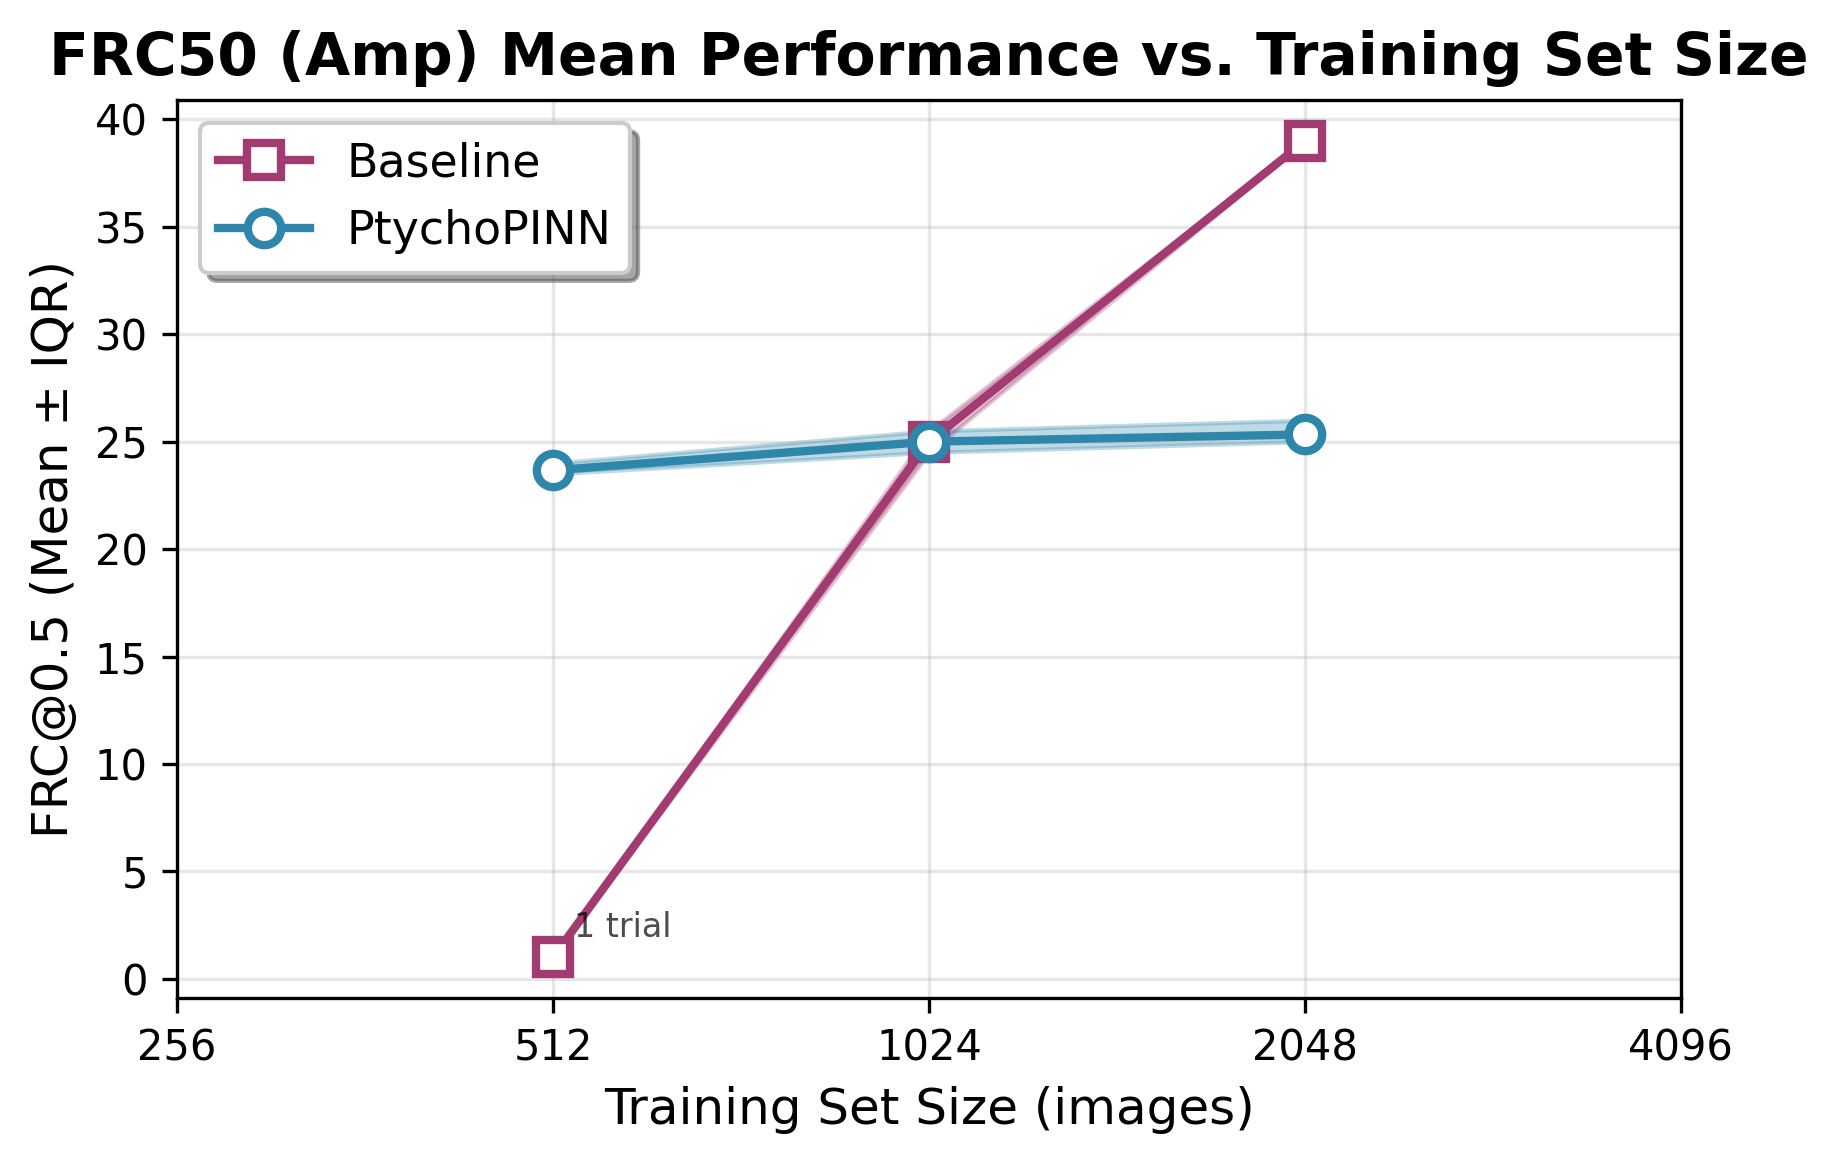 FRC50 (Amp) Mean Performance vs. Training Set Size
40
35
30
25
20
15
10
5
0
FRC@0.5 (Mean ± IQR)
Baseline
PtychoPINN
1 trial
256 512 1024 2048 4096
Training Set Size (images)